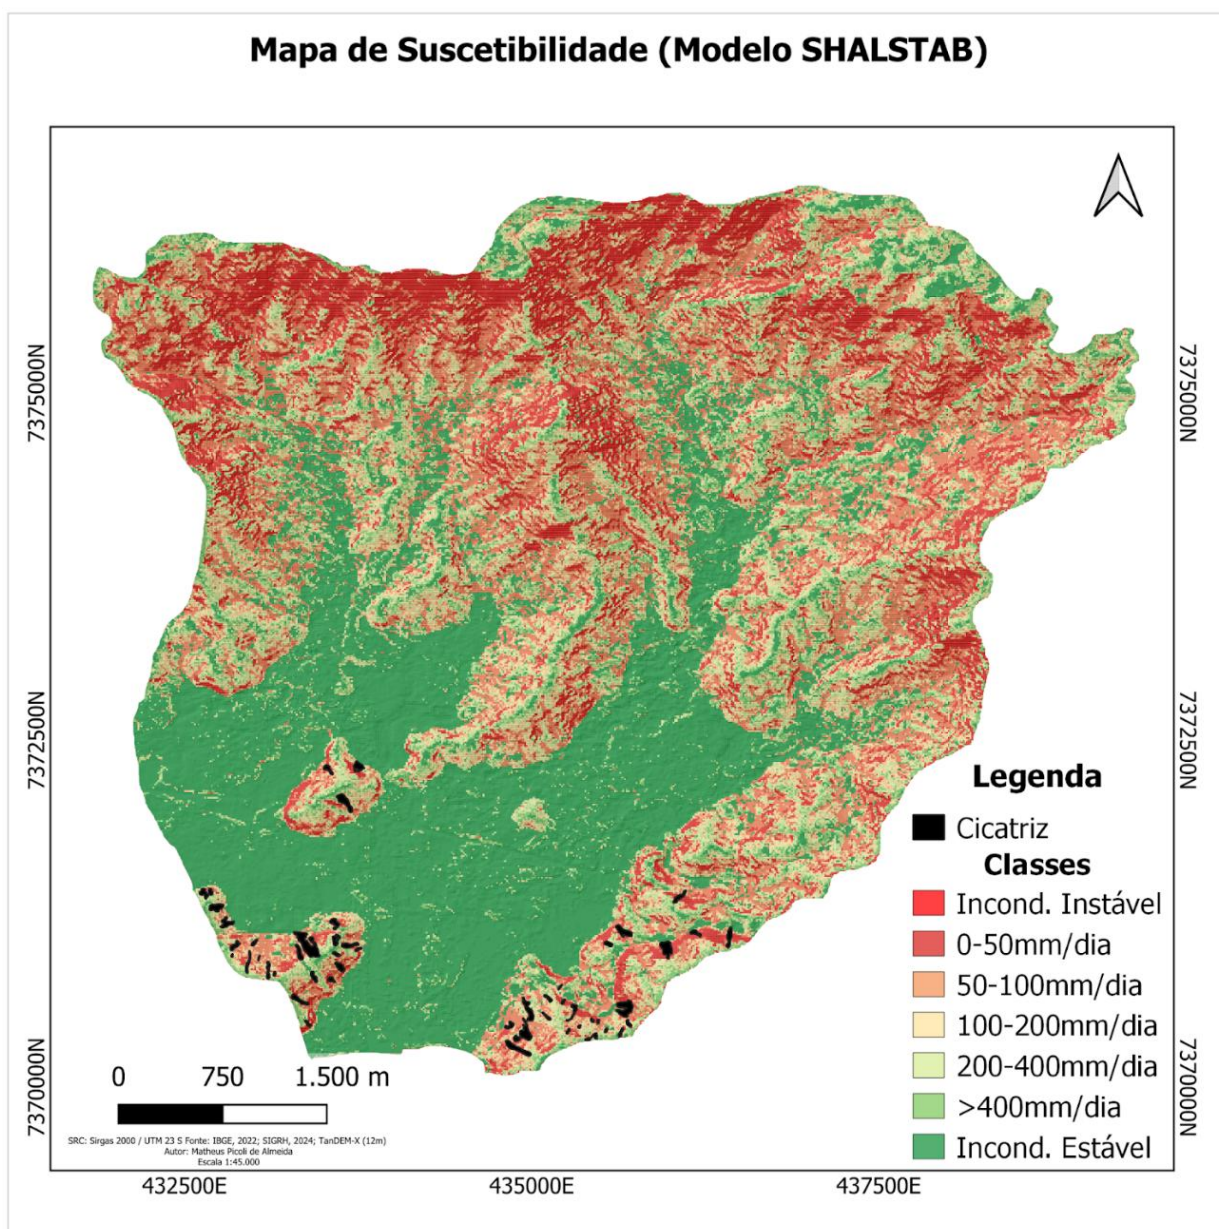 Mapa de Suscetibilidade (Modelo SHALSTAB)
7375000N
7375000N
7372500N
7372500N
7370000N
7370000N
Legenda
Cicatriz
Classes
Incond. Instável
0-50mm/dia
50-100mm/dia
100-200mm/dia
200-400mm/dia
>400mm/dia
Incond. Estável
0 750 1.500 m
SRC: Sirgas 2000 / UTM 23 S Fonte: IBGE, 2022; SIGRH, 2024; TanDEM-X (12m)
Autor: Matheus Picoli de Almeida
Escala 1:45.000
432500E 435000E 437500E